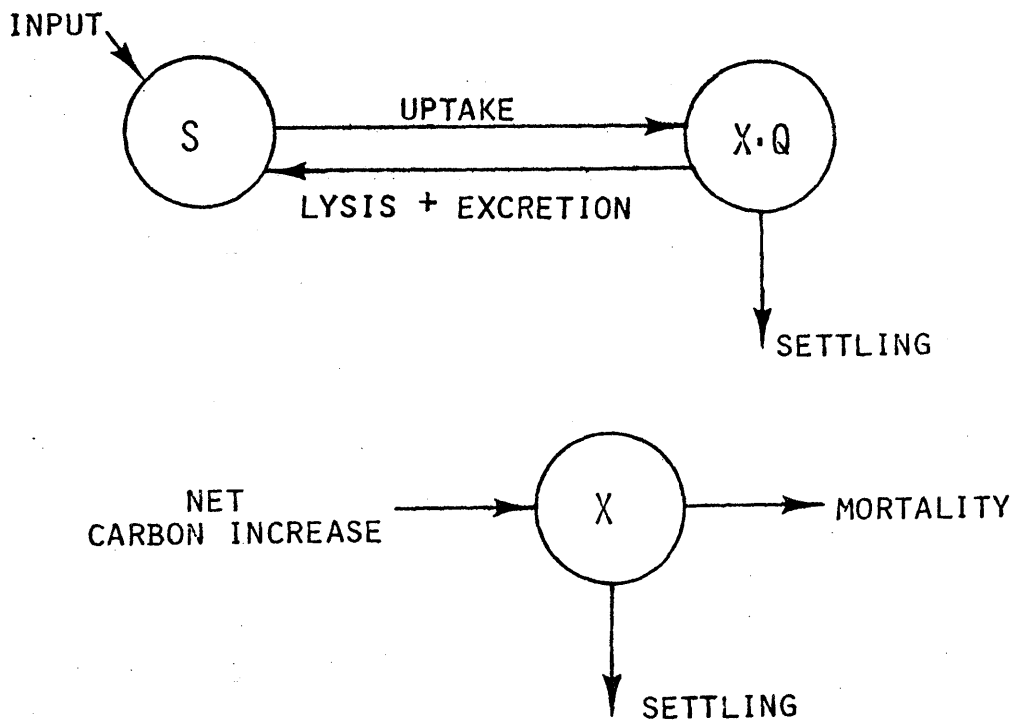 INPUT
S
UPTAKE
X·Q
LYSIS + EXCRETION
SETTLING
NET
CARBON INCREASE
X
MORTALITY
SETTLING